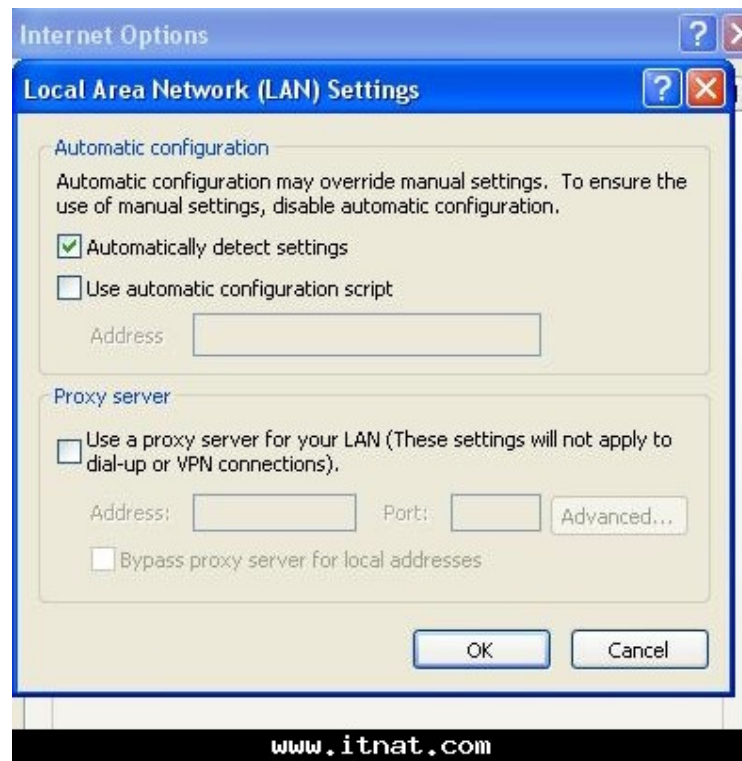 Internet Options
Local Area Network (LAN) Settings
Automatic configuration
Automatic configuration may override manual settings. To ensure the
use of manual settings, disable automatic configuration.
Automatically detect settings
Use automatic configuration script
Address
Proxy server
Use a proxy server for your LAN (These settings will not apply to
dial-up or VPN connections).
Address:
Port:
Advanced...
Bypass proxy server for local addresses
OK
Cancel
www.itnat.com